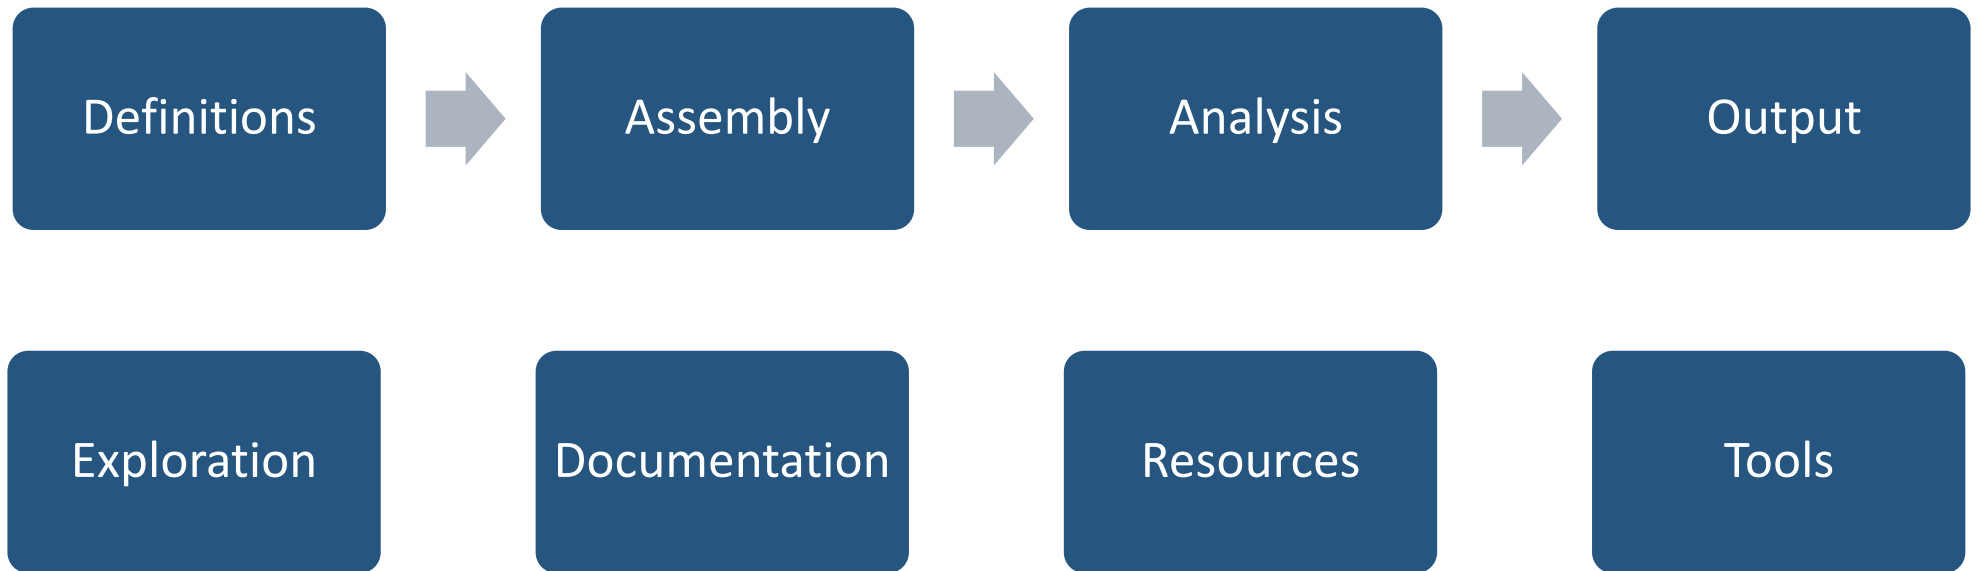 Definitions
Assembly
Analysis
Output
Exploration
Documentation
Resources
Tools